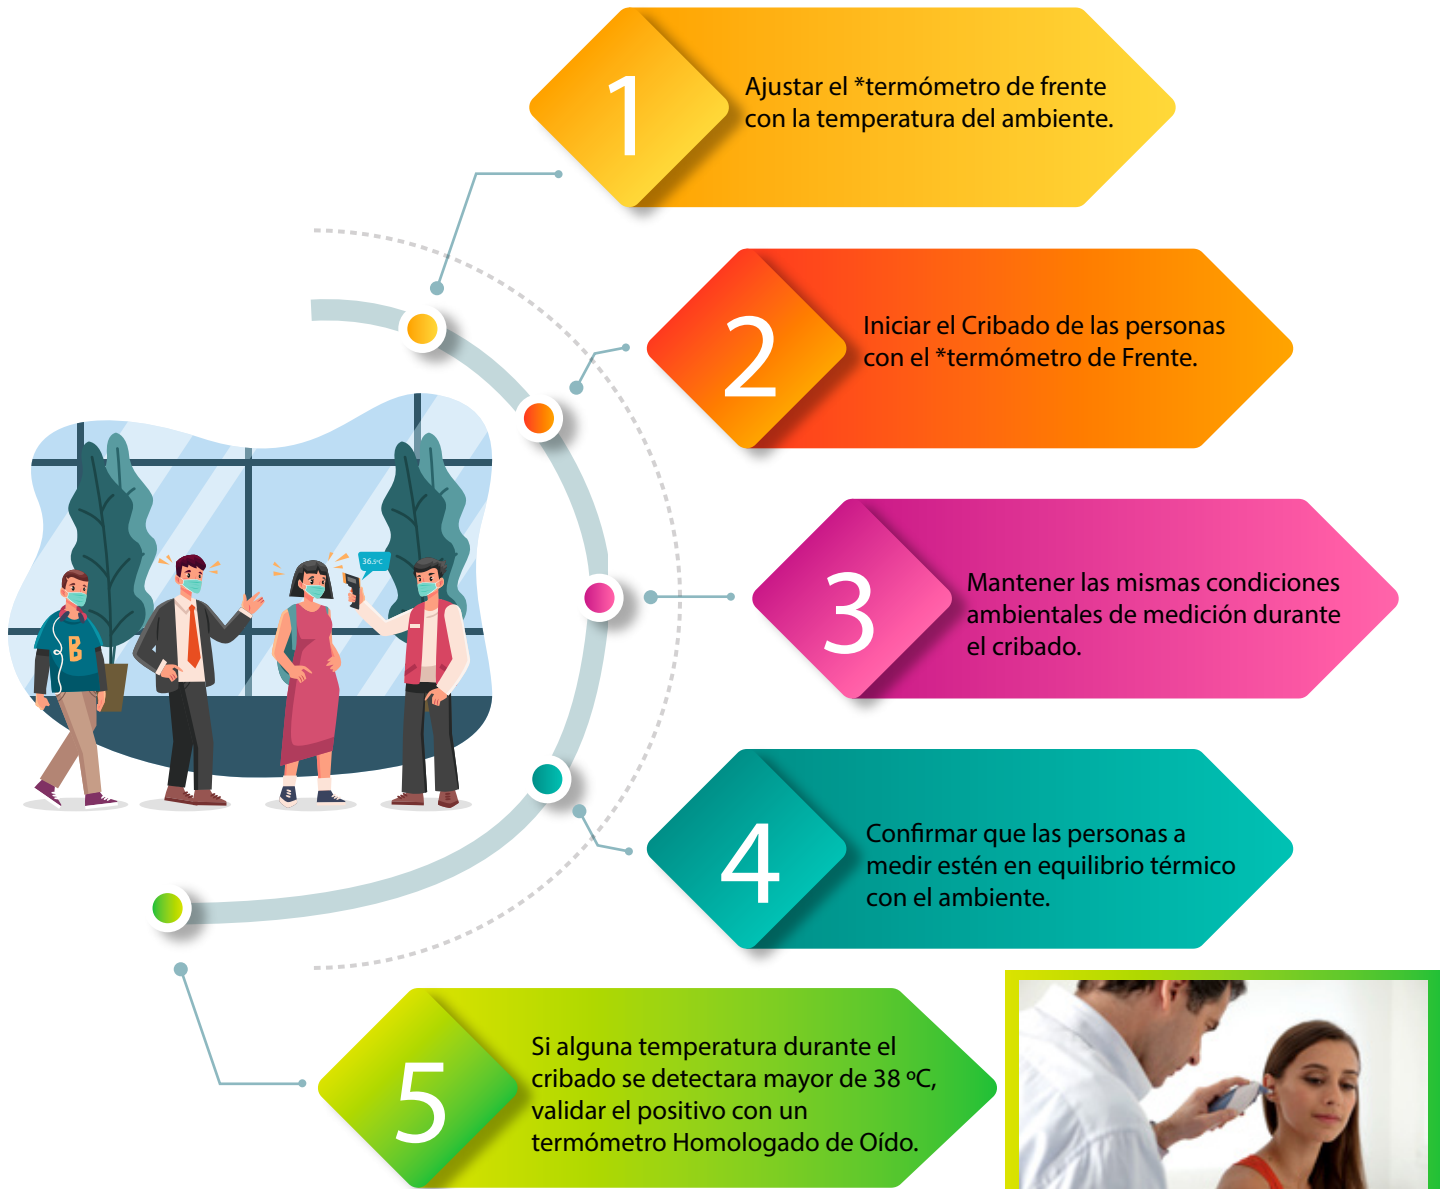 1
Ajustar el *termómetro de frente
con la temperatura del ambiente.
2
Iniciar el Cribado de las personas
con el *termómetro de Frente.
3
Mantener las mismas condiciones
ambientales de medición durante
el cribado.
36.5ºC
B
4
Confirmar que las personas a
medir estén en equilibrio térmico
con el ambiente.
5
Si alguna temperatura durante el
cribado se detectara mayor de 38 ºC,
validar el positivo con un
termómetro Homologado de Oído.